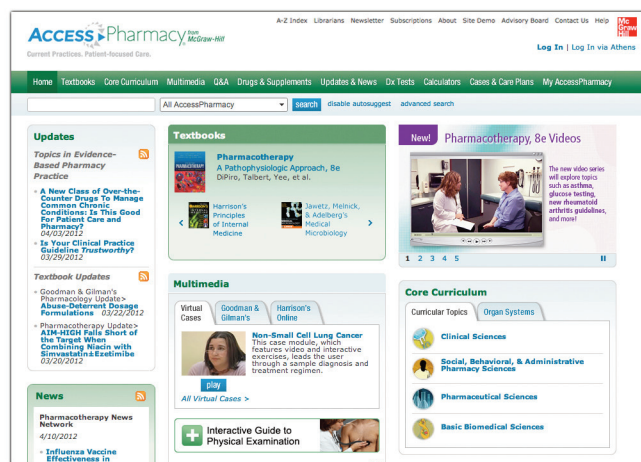 A-Z Index Librarians Newsletter Subscriptions About Site Demo Advisory Board Contact Us Help
Mc
Graw
Hill
AccessPharmacy from
McGraw-Hill
Current Practices. Patient-focused Care.
Log In | Log In via Athens
Home Textbooks Core Curriculum Multimedia Q&A Drugs & Supplements Updates & News Dx Tests Calculators Cases & Care Plans My AccessPharmacy
All AccessPharmacy search disable autosuggest advanced search
Updates
Topics in Evidence-
Based Pharmacy
Practice
A New Class of Over-the-
Counter Drugs To Manage
Common Chronic
Conditions: Is This Good
For Patient Care and
Pharmacy?
04/03/2012
Is Your Clinical Practice
Guideline Trustworthy?
03/29/2012
Textbook Updates
Goodman & Gilman's
Pharmacology Update>
Abuse-Deterrent Dosage
Formulations 03/22/2012
Pharmacotherapy Update>
AIM-HIGH Falls Short of
the Target When
Combining Niacin with
Simvastatin±Ezetimibe
03/20/2012
News
Pharmacotherapy News
Network
4/10/2012
Influenza Vaccine
Effectiveness in
Textbooks
PHARMACOTHERAPY
Pharmacotherapy
A Pathophysiologic Approach, 8e
DiPiro, Talbert, Yee, et al.
Harrison's
Principles
of Internal
Medicine
Jawetz, Melnick,
& Adelberg's
Medical
Microbiology
Multimedia
Virtual
Cases
Goodman &
Gilman's
Harrison's
Online
Non-Small Cell Lung Cancer
This case module, which
features video and interactive
exercises, leads the user
through a sample diagnosis and
treatment regimen.
play
All Virtual Cases >
Interactive Guide to
Physical Examination
New! Pharmacotherapy, 8e Videos
The new video series
will explore topics
such as asthma,
glucose testing,
new rheumatoid
arthritis guidelines,
and more!
1 2 3 4 5
Core Curriculum
Curricular Topics Organ Systems
Clinical Sciences
Social, Behavioral, & Administrative
Pharmacy Sciences
Pharmaceutical Sciences
Basic Biomedical Sciences